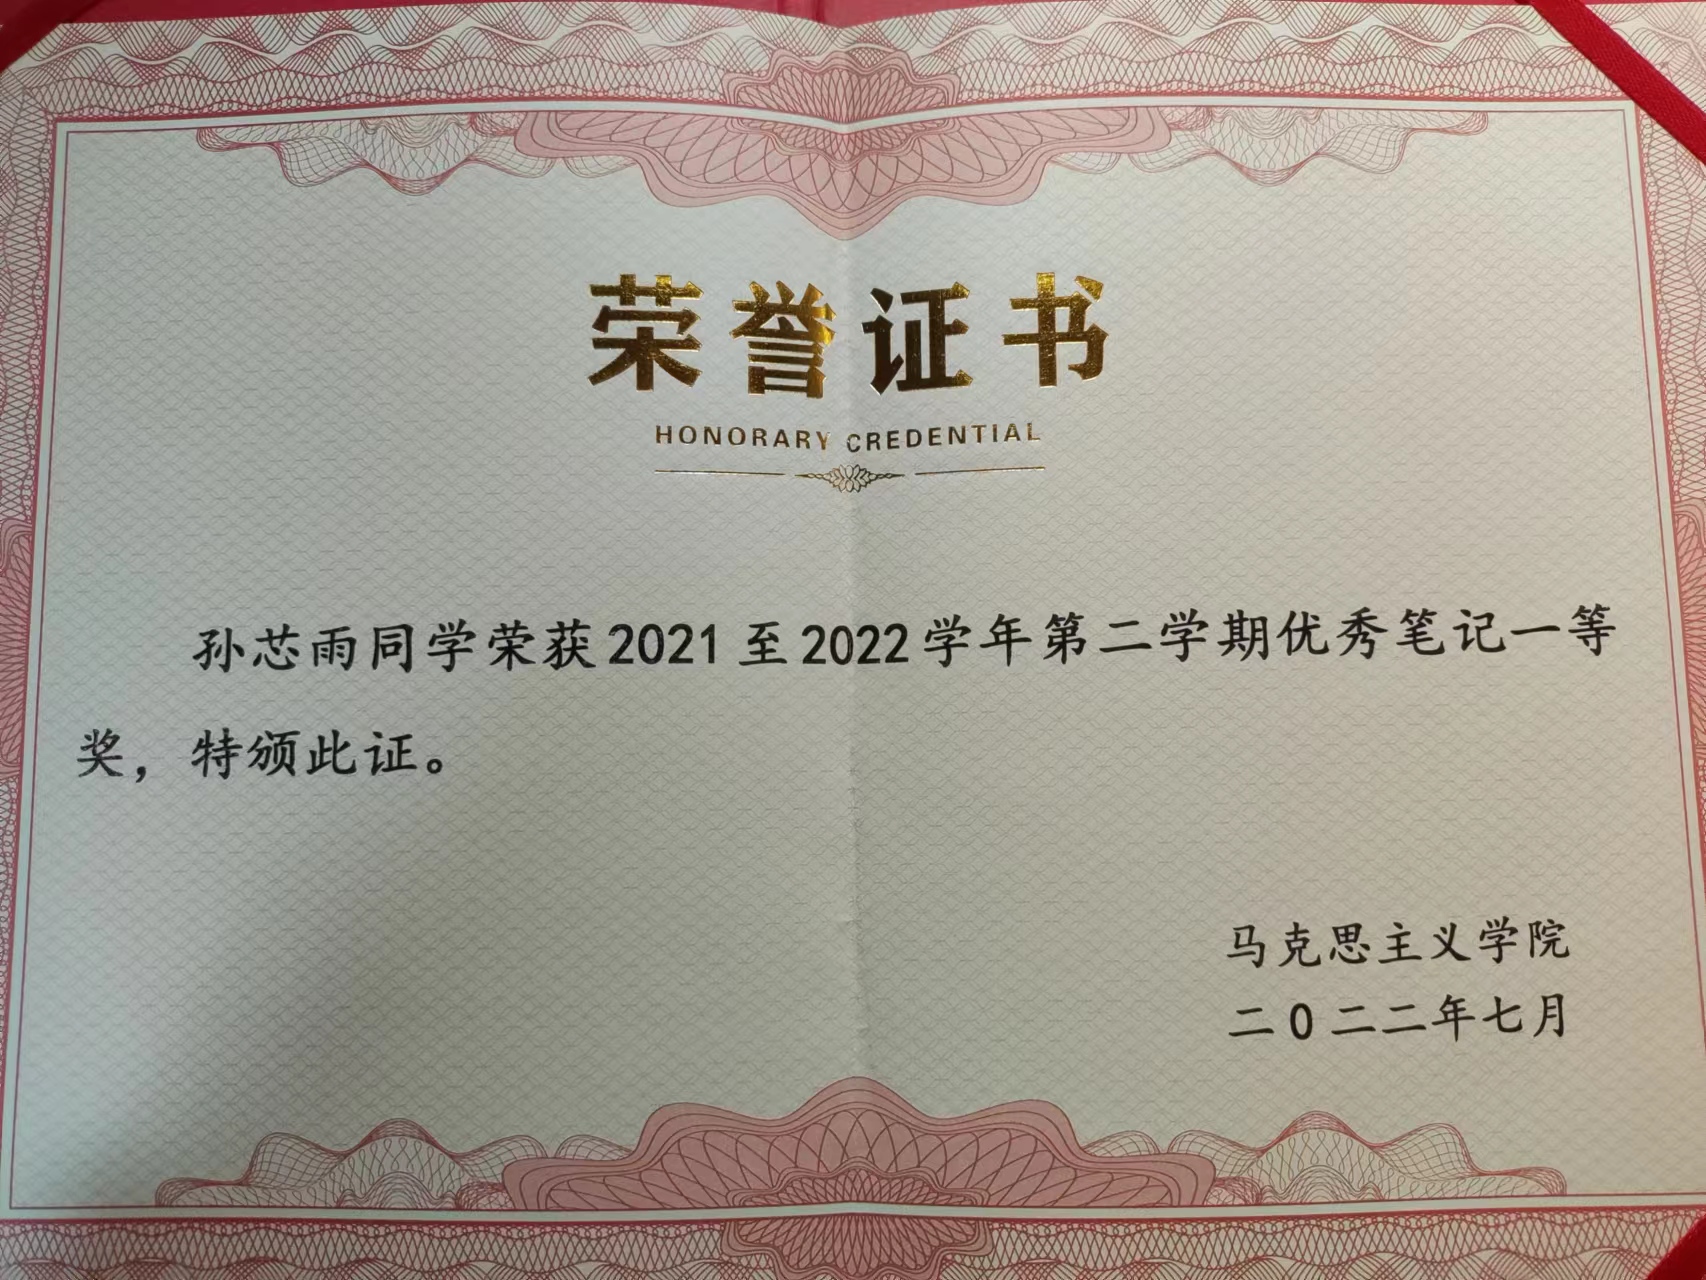 荣誉证书
HONORARY CREDENTIAL
孙芯雨同学荣获2021至2022学年第二学期优秀笔记一等
奖，特颁此证。
马克思主义学院
二0二二年七月